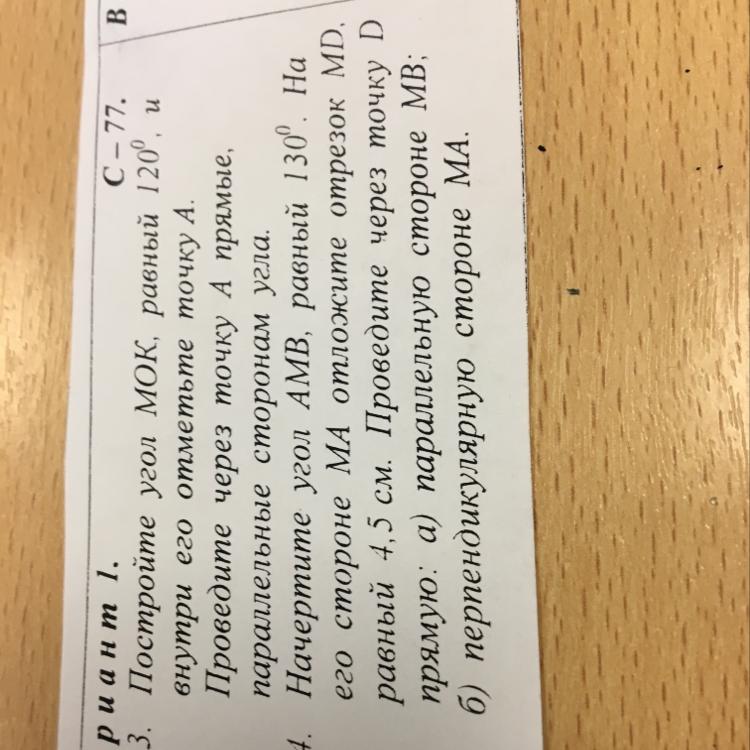 риант 1. С – 77. В
3. Постройте угол МОК, равный 120⁰, и
внутри его отметьте точку А.
Проведите через точку А прямые,
параллельные сторонам угла.
4. Начертите угол АМВ, равный 130⁰. На
его стороне МА отложите отрезок MD,
равный 4,5 см. Проведите через точку D
прямую: а) параллельную стороне МВ;
б) перпендикулярную стороне МА.